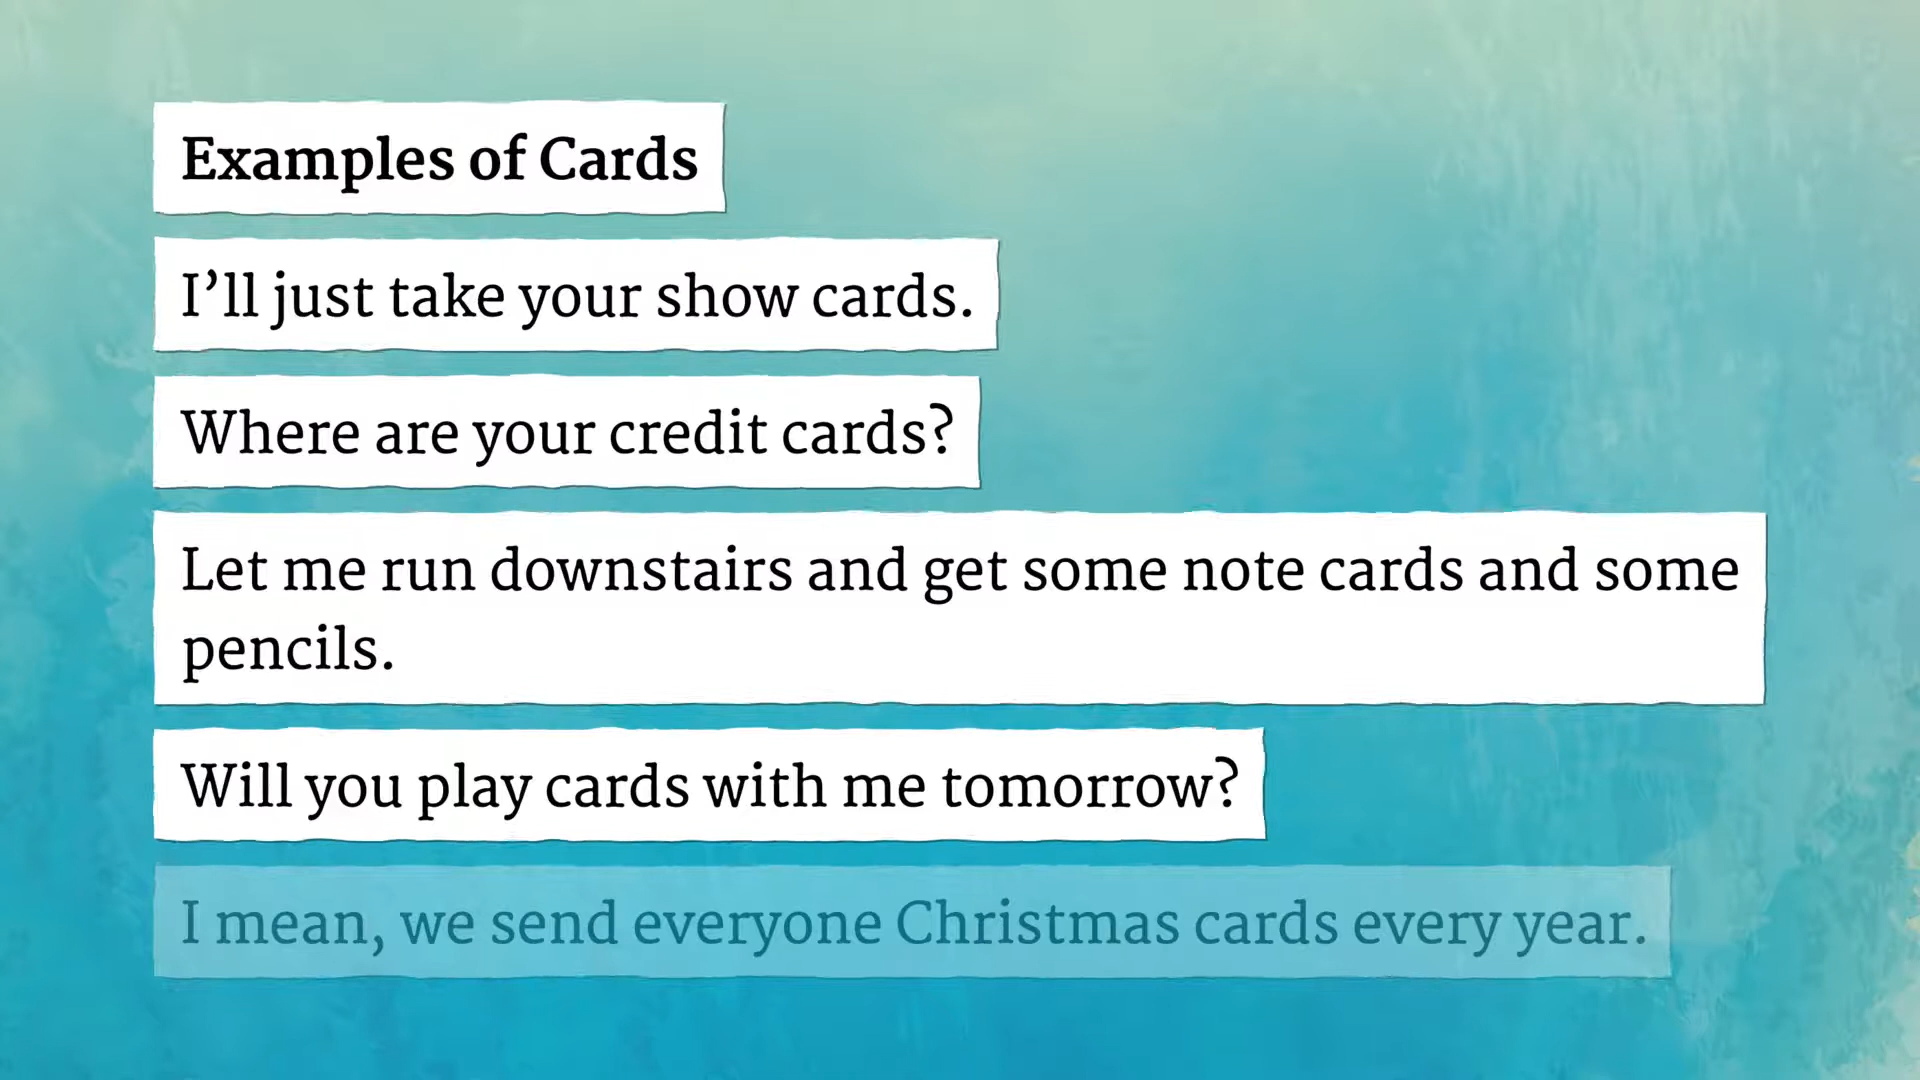 Examples of Cards
I’ll just take your show cards.
Where are your credit cards?
Let me run downstairs and get some note cards and some
pencils.
Will you play cards with me tomorrow?
I mean, we send everyone Christmas cards every year.